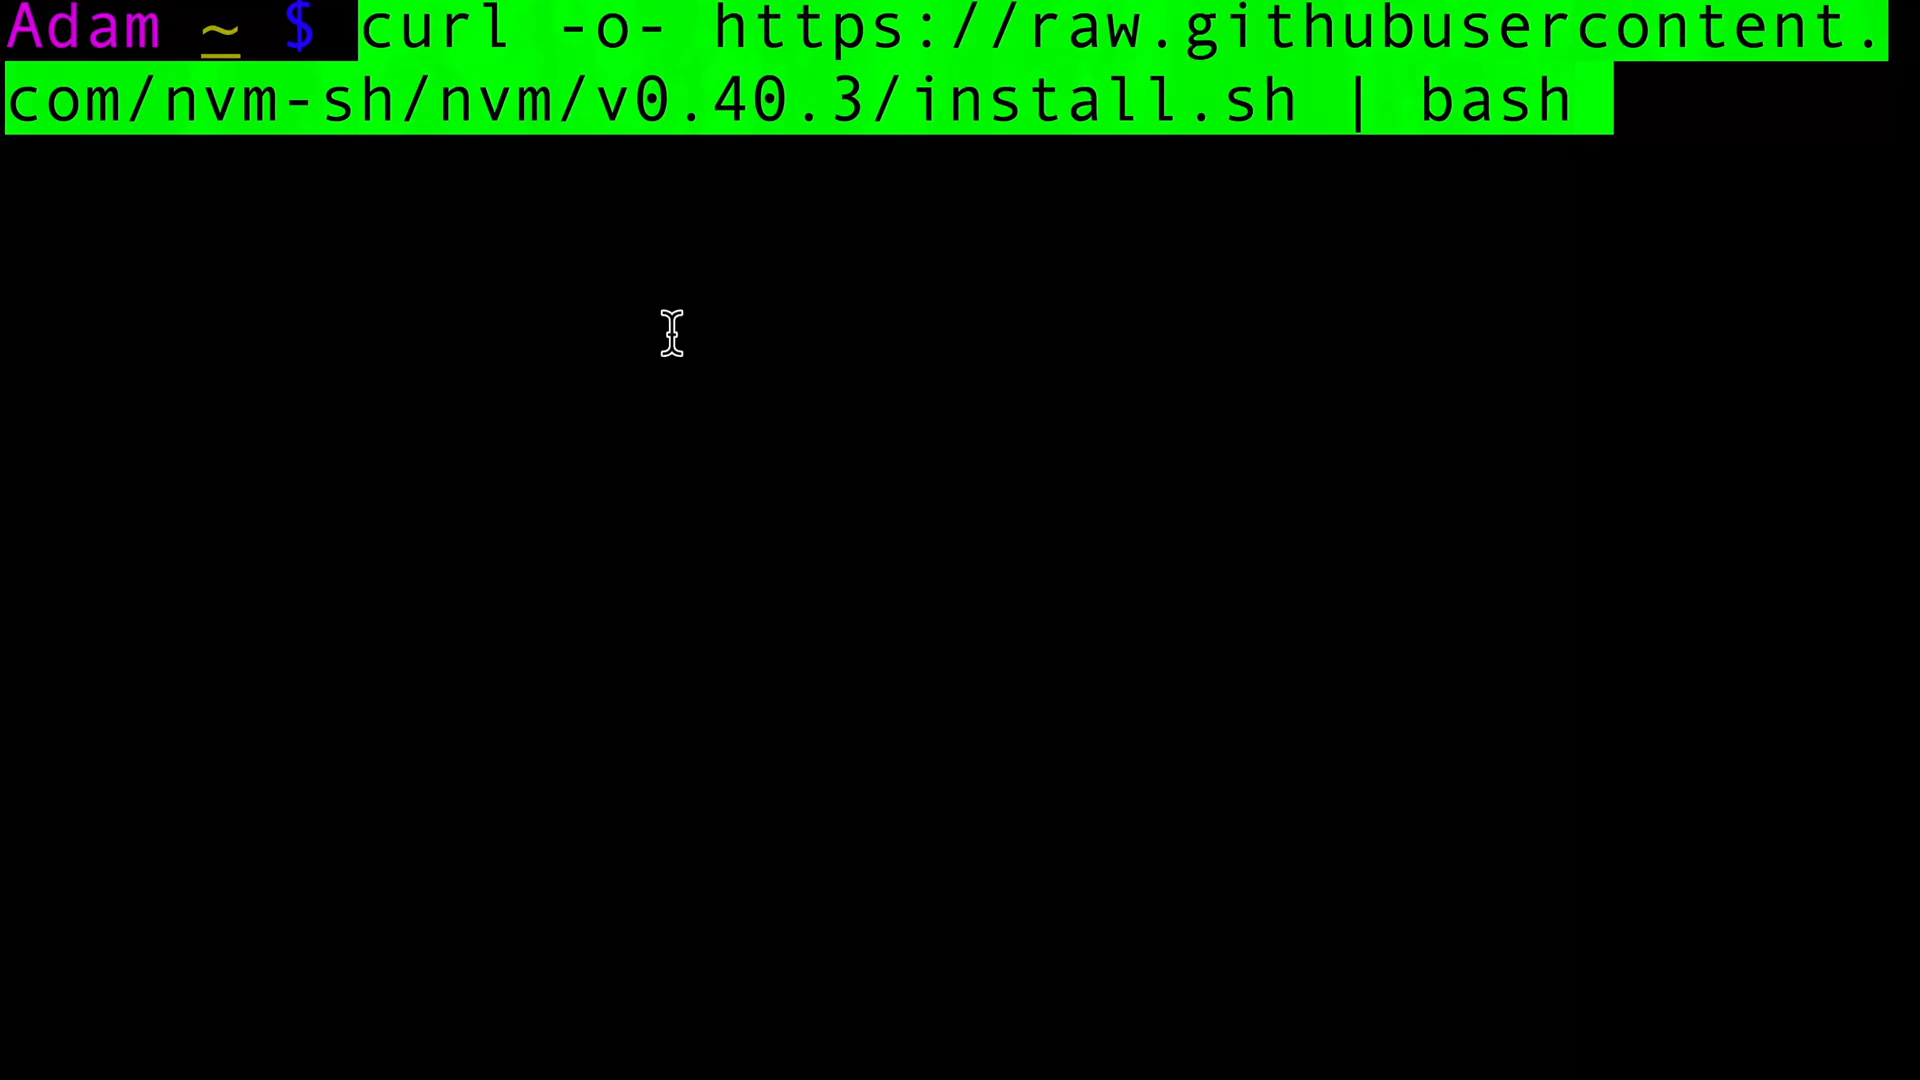 Adam ~ $ curl -o- https://raw.githubusercontent.
com/nvm-sh/nvm/v0.40.3/install.sh | bash